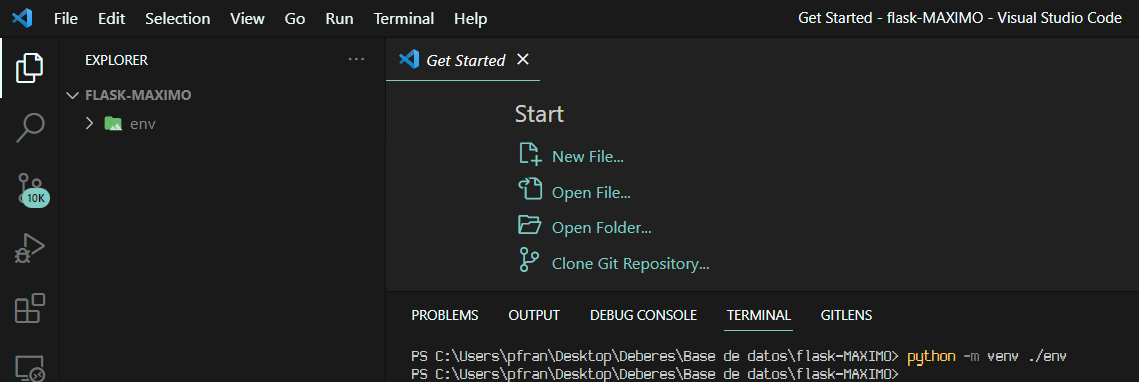 File Edit Selection View Go Run Terminal Help Get Started - flask-MAXIMO - Visual Studio Code
EXPLORER ···
FLASK-MAXIMO
env
10K
Get Started
Start
New File...
Open File...
Open Folder...
Clone Git Repository...
PROBLEMS OUTPUT DEBUG CONSOLE TERMINAL GITLENS
PS C:\Users\pfran\Desktop\Deberes\Base de datos\flask-MAXIMO> python -m venv ./env
PS C:\Users\pfran\Desktop\Deberes\Base de datos\flask-MAXIMO>